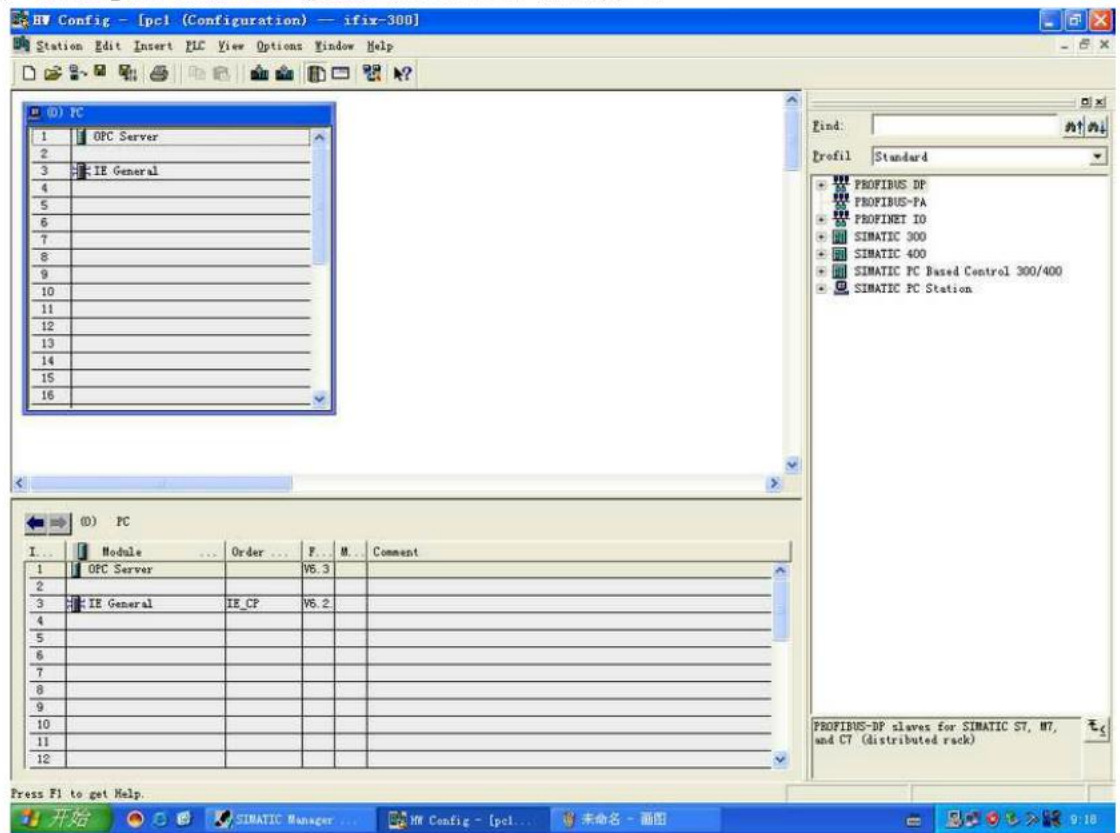 HW Config - [pc1 (Configuration) -- ifix-300]
Station Edit Insert PLC View Options Window Help
(0) PC
1 OPC Server
2
3 IE General
4
5
6
7
8
9
10
11
12
13
14
15
16
Find:
Profil Standard
PROFIBUS DP
PROFIBUS-PA
PROFINET IO
SIMATIC 300
SIMATIC 400
SIMATIC PC Based Control 300/400
SIMATIC PC Station
(0) PC
I... Module ... Order ... F... M... Comment
1 OPC Server V6.3
2
3 IE General IE_CP V6.2
4
5
6
7
8
9
10
11
12
PROFIBUS-DP slaves for SIMATIC S7, M7,
and C7 (distributed rack)
Press F1 to get Help.
开始 SIMATIC Manager ... HW Config - [pc1... 未命名 - 画图 9:18